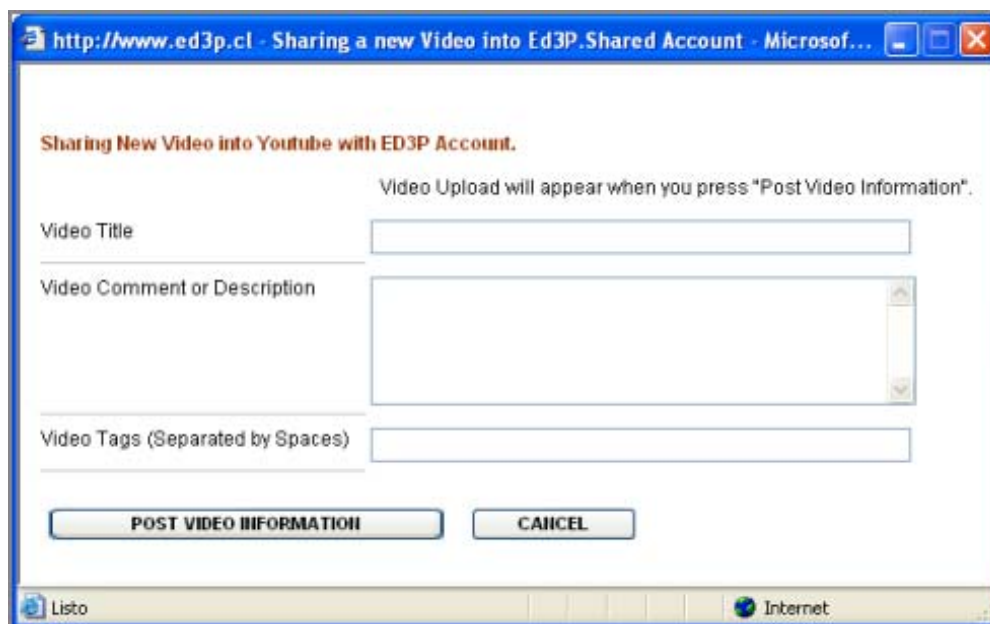 http://www.ed3p.cl - Sharing a new Video into Ed3P.Shared Account - Microsof...
Sharing New Video into Youtube with ED3P Account.
Video Upload will appear when you press "Post Video Information".
Video Title
Video Comment or Description
Video Tags (Separated by Spaces)
POST VIDEO INFORMATION CANCEL
Listo Internet